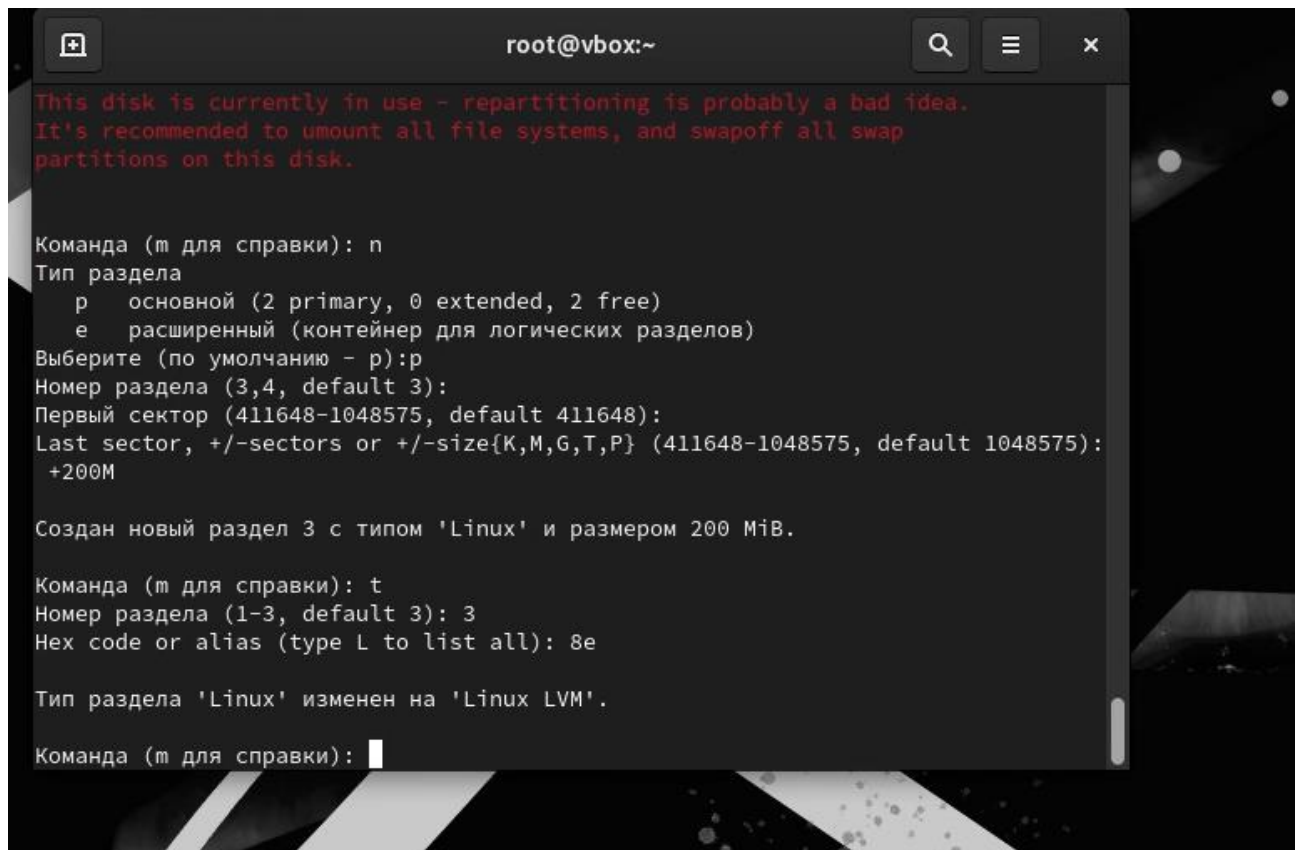 root@vbox:~
This disk is currently in use - repartitioning is probably a bad idea.
It's recommended to umount all file systems, and swapoff all swap
partitions on this disk.
Команда (m для справки): n
Тип раздела
p основной (2 primary, 0 extended, 2 free)
e расширенный (контейнер для логических разделов)
Выберите (по умолчанию - p):p
Номер раздела (3,4, default 3):
Первый сектор (411648-1048575, default 411648):
Last sector, +/-sectors or +/-size{K,M,G,T,P} (411648-1048575, default 1048575):
+200M
Создан новый раздел 3 с типом 'Linux' и размером 200 MiB.
Команда (m для справки): t
Номер раздела (1-3, default 3): 3
Hex code or alias (type L to list all): 8e
Тип раздела 'Linux' изменен на 'Linux LVM'.
Команда (m для справки):